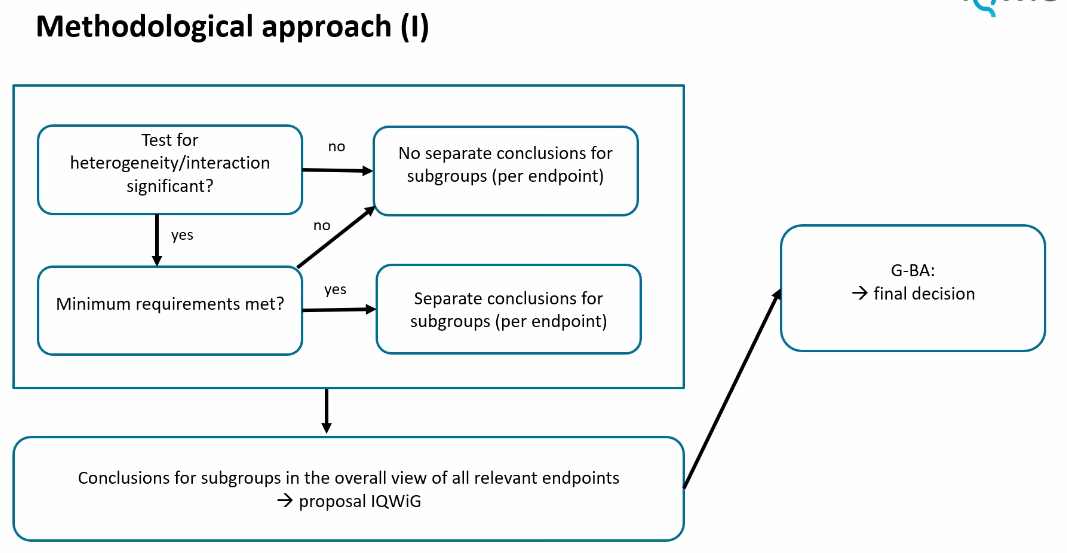 Methodological approach (I)
Test for
heterogeneity/interaction
significant?
no
No separate conclusions for
subgroups (per endpoint)
yes
no
Minimum requirements met?
yes
Separate conclusions for
subgroups (per endpoint)
G-BA:
→ final decision
Conclusions for subgroups in the overall view of all relevant endpoints
→ proposal IQWiG